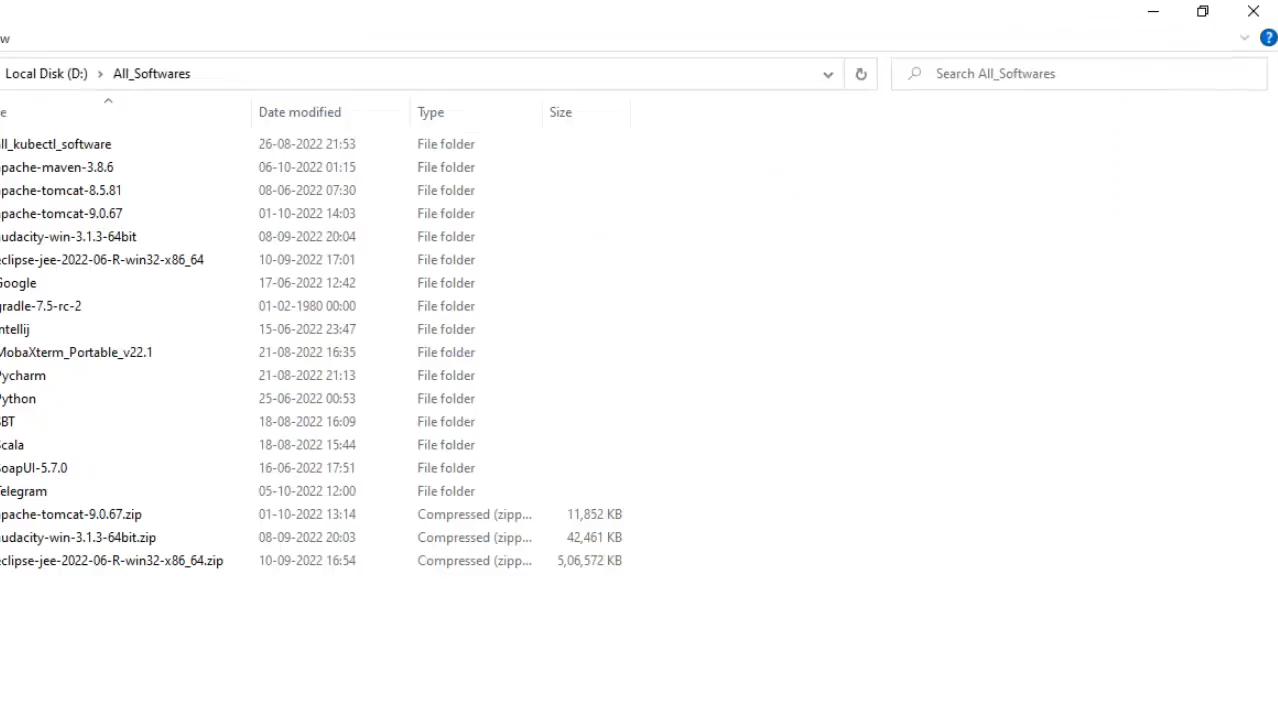 w
Local Disk (D:) > All_Softwares
Search All_Softwares
e Date modified Type Size
ll_kubectl_software 26-08-2022 21:53 File folder
pache-maven-3.8.6 06-10-2022 01:15 File folder
pache-tomcat-8.5.81 08-06-2022 07:30 File folder
pache-tomcat-9.0.67 01-10-2022 14:03 File folder
udacity-win-3.1.3-64bit 08-09-2022 20:04 File folder
eclipse-jee-2022-06-R-win32-x86_64 10-09-2022 17:01 File folder
Google 17-06-2022 12:42 File folder
gradle-7.5-rc-2 01-02-1980 00:00 File folder
ntellij 15-06-2022 23:47 File folder
MobaXterm_Portable_v22.1 21-08-2022 16:35 File folder
Pycharm 21-08-2022 21:13 File folder
Python 25-06-2022 00:53 File folder
SBT 18-08-2022 16:09 File folder
Scala 18-08-2022 15:44 File folder
SoapUI-5.7.0 16-06-2022 17:51 File folder
Telegram 05-10-2022 12:00 File folder
pache-tomcat-9.0.67.zip 01-10-2022 13:14 Compressed (zipp... 11,852 KB
udacity-win-3.1.3-64bit.zip 08-09-2022 20:03 Compressed (zipp... 42,461 KB
eclipse-jee-2022-06-R-win32-x86_64.zip 10-09-2022 16:54 Compressed (zipp... 5,06,572 KB